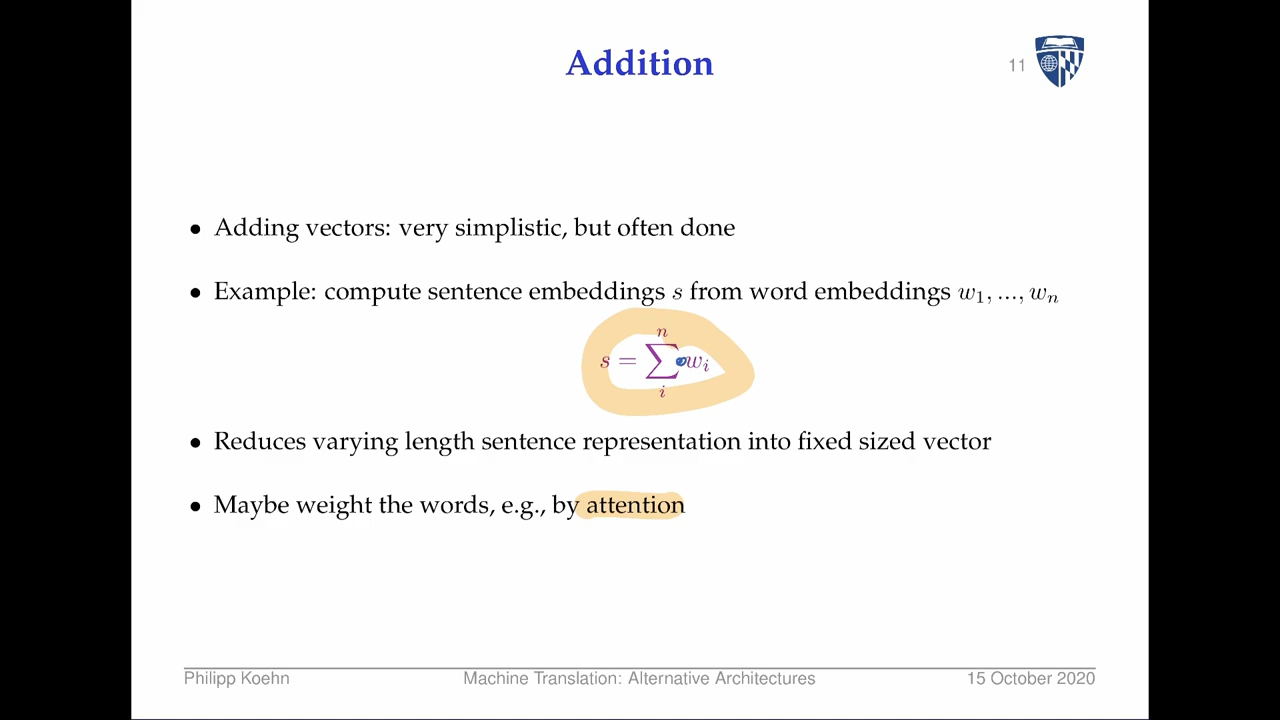 Addition
11
• Adding vectors: very simplistic, but often done
• Example: compute sentence embeddings s from word embeddings w₁, ..., wₙ
n
s = ∑ wᵢ
i
• Reduces varying length sentence representation into fixed sized vector
• Maybe weight the words, e.g., by attention
Philipp Koehn
Machine Translation: Alternative Architectures
15 October 2020